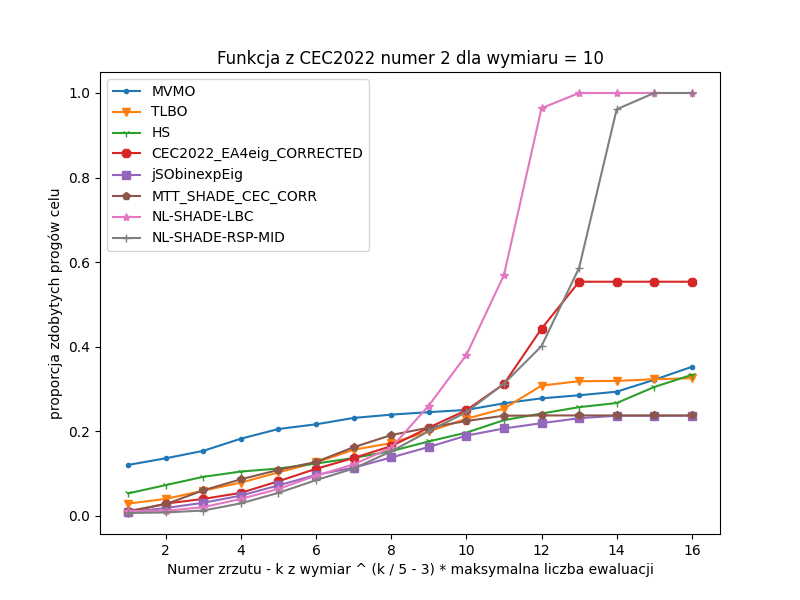 Funkcja z CEC2022 numer 2 dla wymiaru = 10
MVMO
TLBO
HS
CEC2022_EA4eig_CORRECTED
jSObinexpEig
MTT_SHADE_CEC_CORR
NL-SHADE-LBC
NL-SHADE-RSP-MID
proporcja zdobytych progów celu
1.0
0.8
0.6
0.4
0.2
0.0
2 4 6 8 10 12 14 16
Numer zrzutu - k z wymiar ^ (k / 5 - 3) * maksymalna liczba ewaluacji